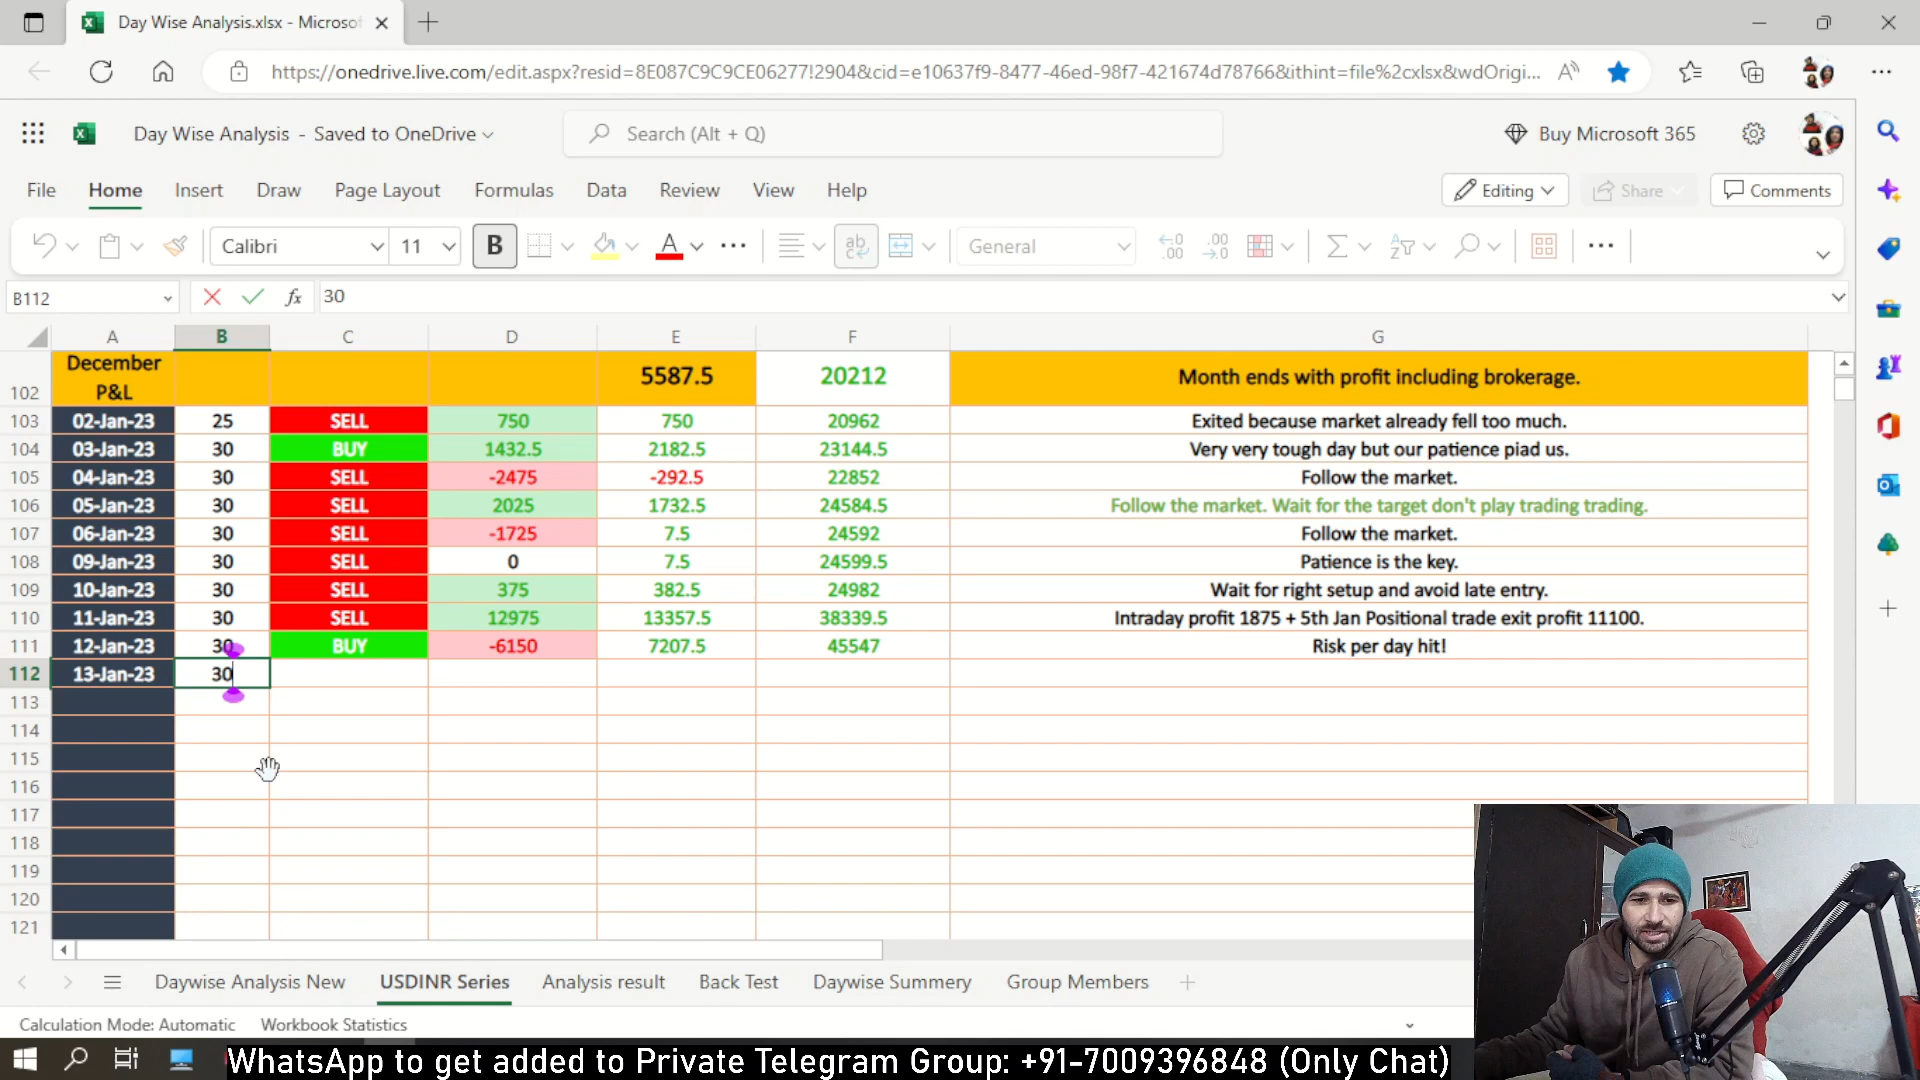 Day Wise Analysis.xlsx - Microsof
https://onedrive.live.com/edit.aspx?resid=8E087C9C9CE06277!2904&cid=e10637f9-8477-46ed-98f7-421674d78766&ithint=file%2cxlsx&wdOrigi...
Day Wise Analysis - Saved to OneDrive
Search (Alt + Q)
Buy Microsoft 365
File Home Insert Draw Page Layout Formulas Data Review View Help
Editing Share Comments
Calibri 11 B A ab General
B112 fx 30
A B C D E F G
102 December P&L 5587.5 20212 Month ends with profit including brokerage.
103 02-Jan-23 25 SELL 750 750 20962 Exited because market already fell too much.
104 03-Jan-23 30 BUY 1432.5 2182.5 23144.5 Very very tough day but our patience piad us.
105 04-Jan-23 30 SELL -2475 -292.5 22852 Follow the market.
106 05-Jan-23 30 SELL 2025 1732.5 24584.5 Follow the market. Wait for the target don't play trading trading.
107 06-Jan-23 30 SELL -1725 7.5 24592 Follow the market.
108 09-Jan-23 30 SELL 0 7.5 24599.5 Patience is the key.
109 10-Jan-23 30 SELL 375 382.5 24982 Wait for right setup and avoid late entry.
110 11-Jan-23 30 SELL 12975 13357.5 38339.5 Intraday profit 1875 + 5th Jan Positional trade exit profit 11100.
111 12-Jan-23 30 BUY -6150 7207.5 45547 Risk per day hit!
112 13-Jan-23 30
113
114
115
116
117
118
119
120
121
Daywise Analysis New USDINR Series Analysis result Back Test Daywise Summary Group Members
Calculation Mode: Automatic Workbook Statistics
WhatsApp to get added to Private Telegram Group: +91-7009396848 (Only Chat)